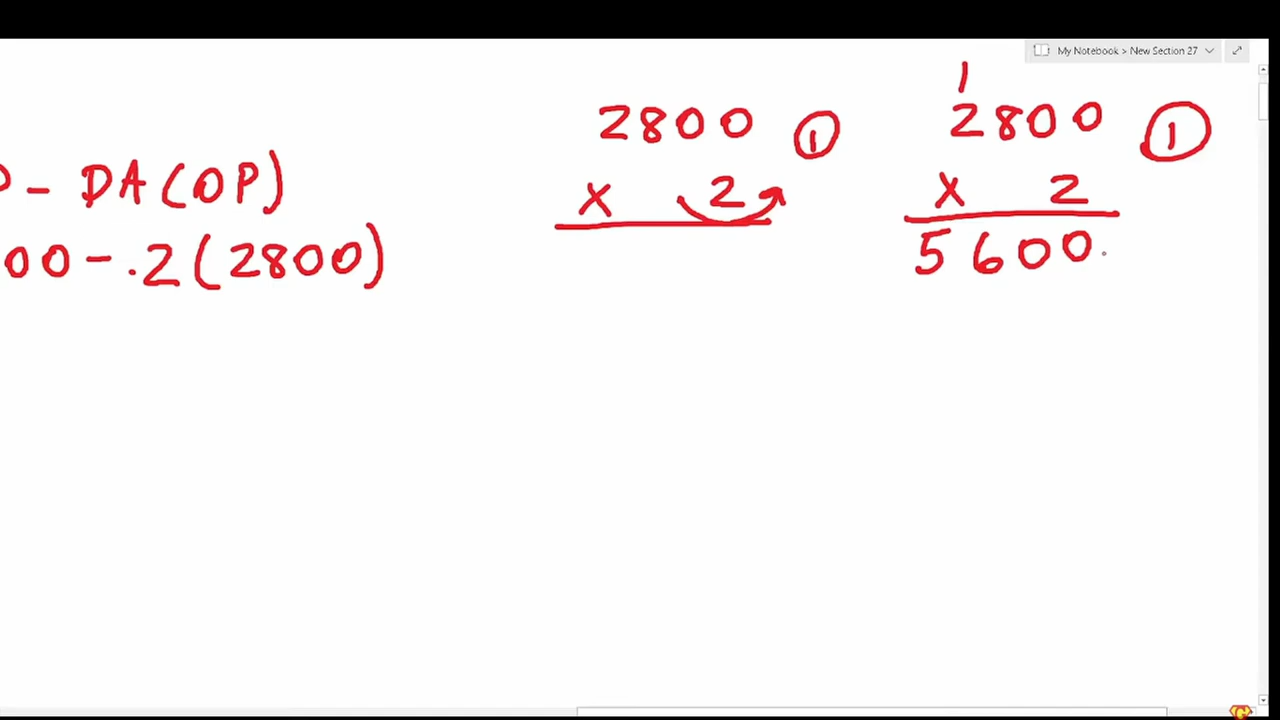 My Notebook > New Section 27
- DA(OP)
00 - .2(2800)
2800 ①
x 2
1
2800 ①
x 2
5600.